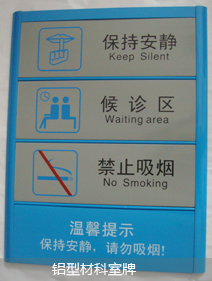 保持安静
Keep Silent
候诊区
Waiting area
禁止吸烟
No Smoking
温馨提示
保持安静，请勿吸烟！
铝型材料室牌